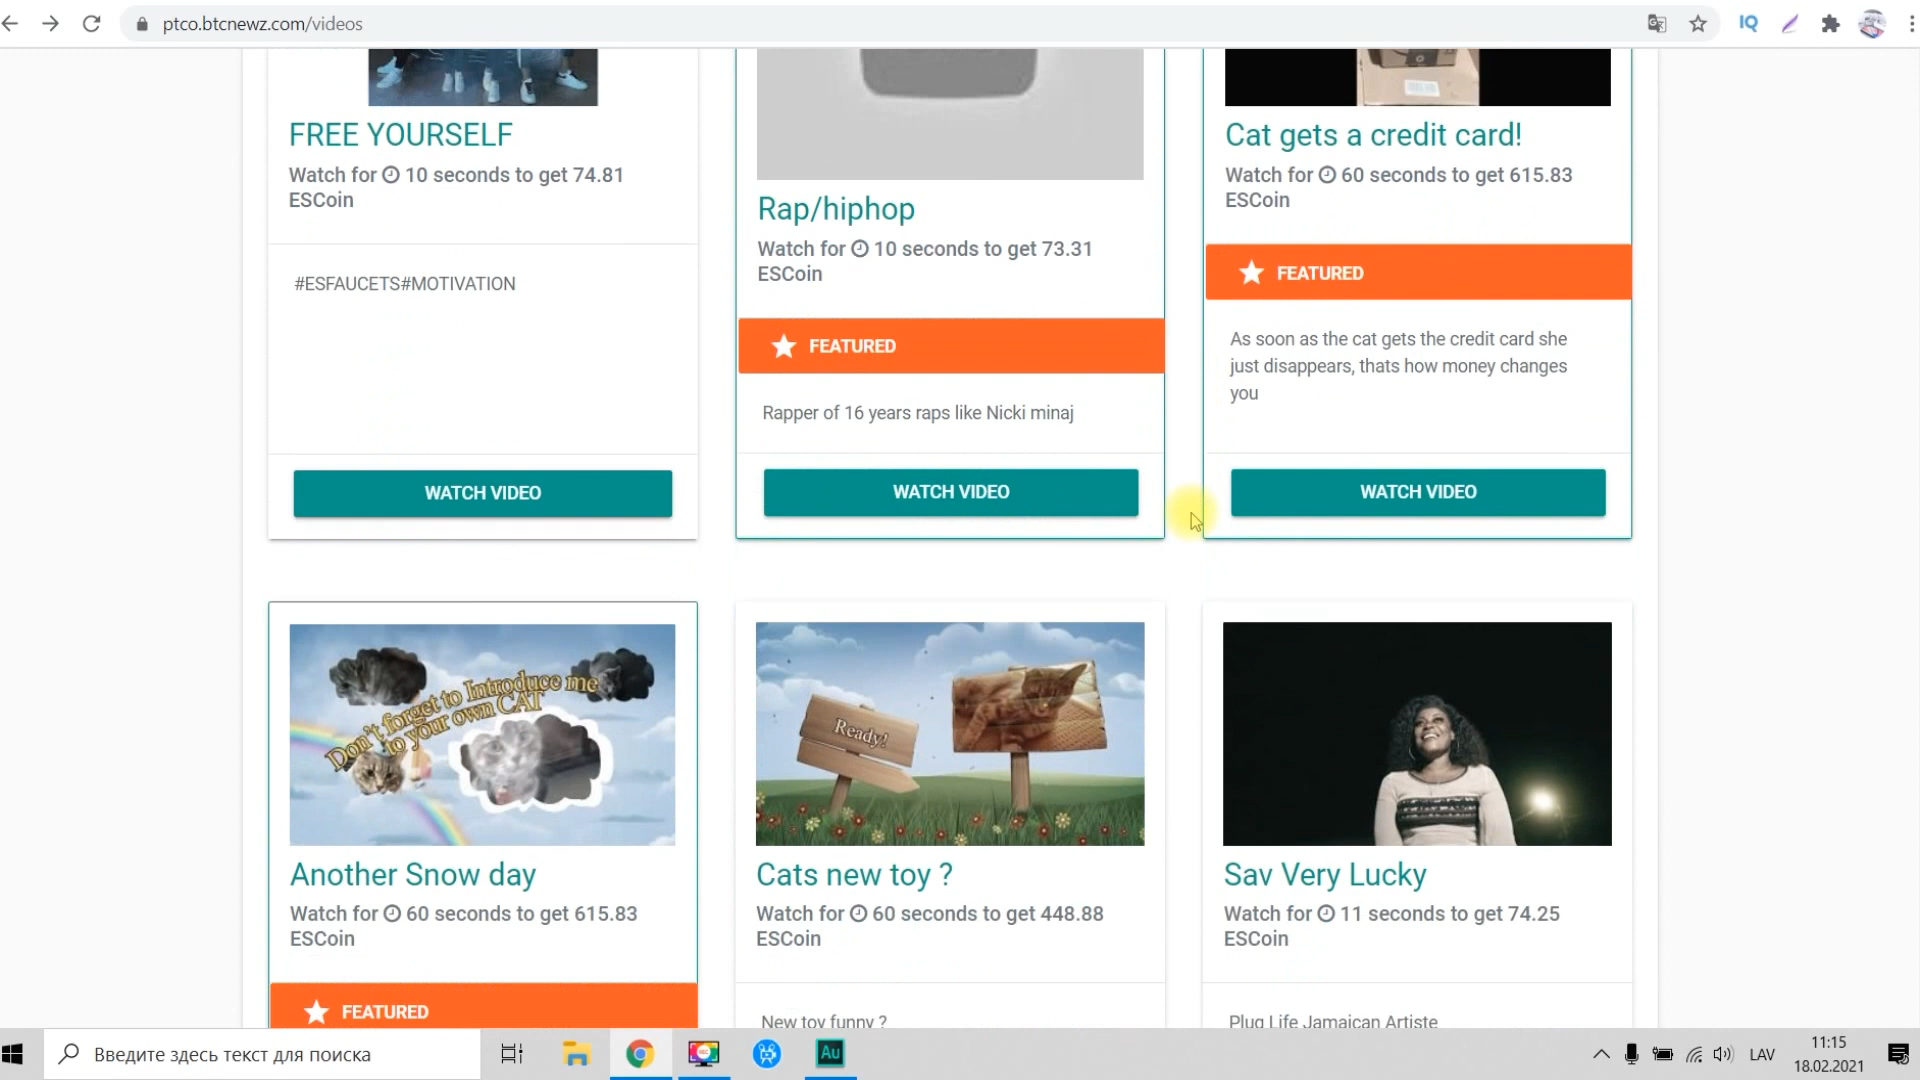 ptco.btcnewz.com/videos
IQ
FREE YOURSELF
Watch for 10 seconds to get 74.81
ESCoin
#ESFAUCETS#MOTIVATION
WATCH VIDEO
Rap/hiphop
Watch for 10 seconds to get 73.31
ESCoin
FEATURED
Rapper of 16 years raps like Nicki minaj
WATCH VIDEO
Cat gets a credit card!
Watch for 60 seconds to get 615.83
ESCoin
FEATURED
As soon as the cat gets the credit card she
just disappears, thats how money changes
you
WATCH VIDEO
Don't forget to Introduce me
to your own CAT
Another Snow day
Watch for 60 seconds to get 615.83
ESCoin
FEATURED
Ready!
Cats new toy ?
Watch for 60 seconds to get 448.88
ESCoin
New toy funny ?
Sav Very Lucky
Watch for 11 seconds to get 74.25
ESCoin
Plug Life Jamaican Artiste
Введите здесь текст для поиска
Au
LAV
11:15
18.02.2021